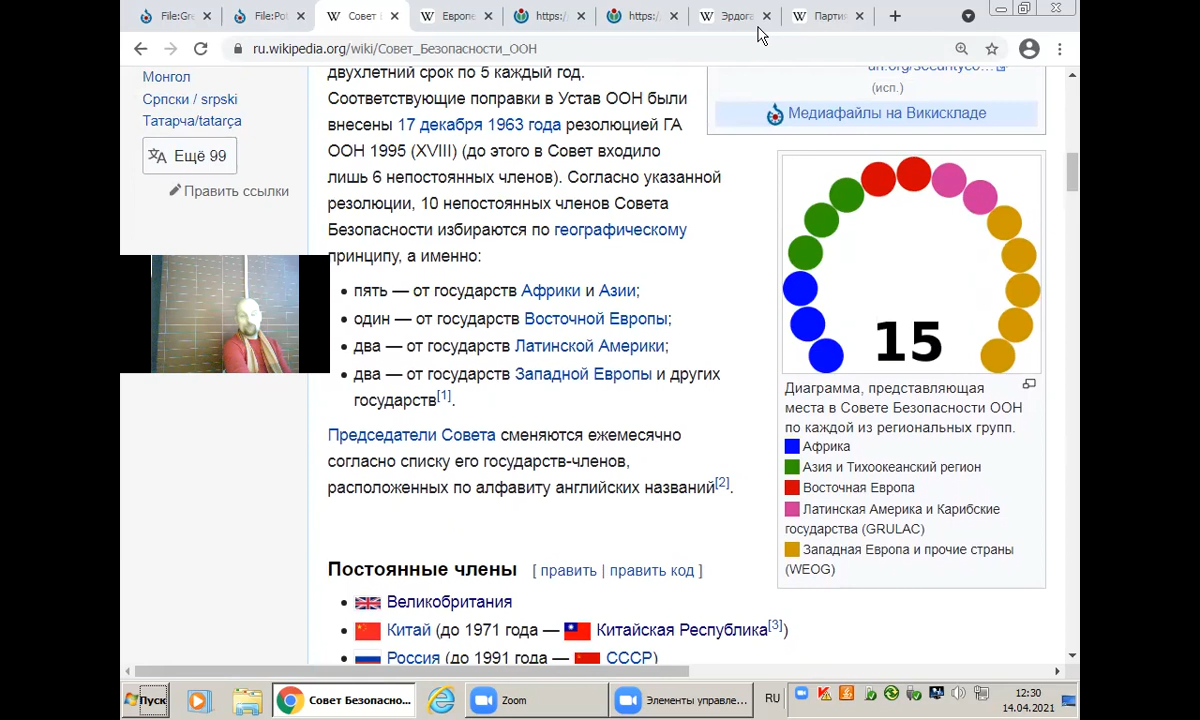 File:Gre
File:Pol
Совет
Европе
https:/
https:/
Эрдога
Партия
ru.wikipedia.org/wiki/Совет_Безопасности_ООН
Монгол
Српски / srpski
Татарча/tatarça
Ещё 99
Править ссылки
двухлетний срок по 5 каждый год.
Соответствующие поправки в Устав ООН были
внесены 17 декабря 1963 года резолюцией ГА
ООН 1995 (XVIII) (до этого в Совет входило
лишь 6 непостоянных членов). Согласно указанной
резолюции, 10 непостоянных членов Совета
Безопасности избираются по географическому
принципу, а именно:
пять — от государств Африки и Азии;
один — от государств Восточной Европы;
два — от государств Латинской Америки;
два — от государств Западной Европы и других
государств[1].
Председатели Совета сменяются ежемесячно
согласно списку его государств-членов,
расположенных по алфавиту английских названий[2].
Постоянные члены [ править | править код ]
Великобритания
Китай (до 1971 года — Китайская Республика[3])
Россия (до 1991 года — СССР)
un.org/securityco…
(исп.)
Медиафайлы на Викискладе
15
Диаграмма, представляющая
места в Совете Безопасности ООН
по каждой из региональных групп.
Африка
Азия и Тихоокеанский регион
Восточная Европа
Латинская Америка и Карибские
государства (GRULAC)
Западная Европа и прочие страны
(WEOG)
Пуск
Совет Безопасно...
Zoom
Элементы управле...
RU
12:30
14.04.2021